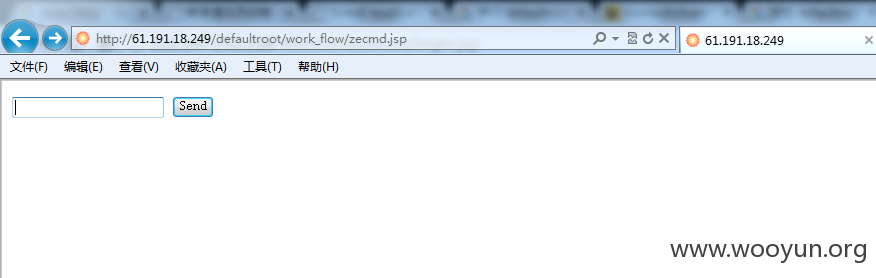 http://61.191.18.249/defaultroot/work_flow/zecmd.jsp
61.191.18.249
文件(F) 编辑(E) 查看(V) 收藏夹(A) 工具(T) 帮助(H)
Send
www.wooyun.org